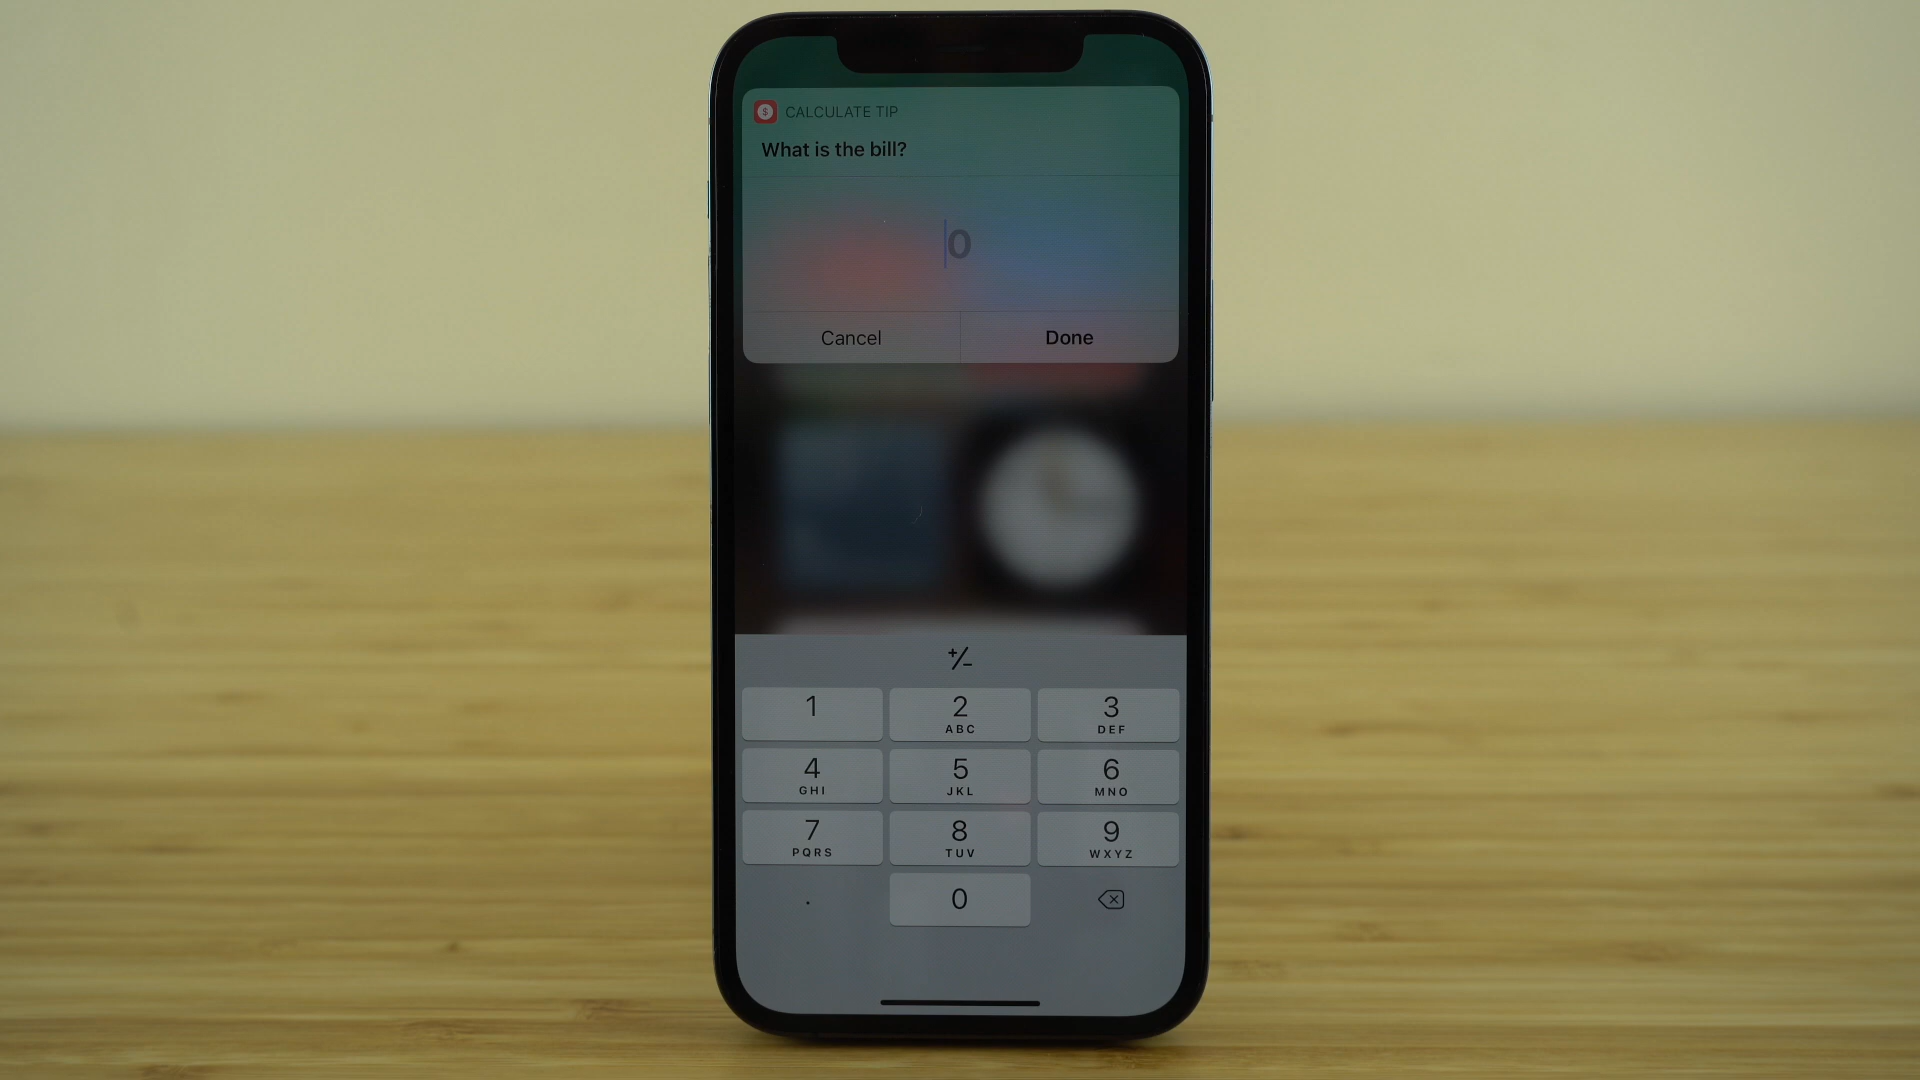 $ CALCULATE TIP
What is the bill?
0
Cancel Done
+/-
1 2 3
ABC DEF
4 5 6
GHI JKL MNO
7 8 9
PQRS TUV WXYZ
. 0